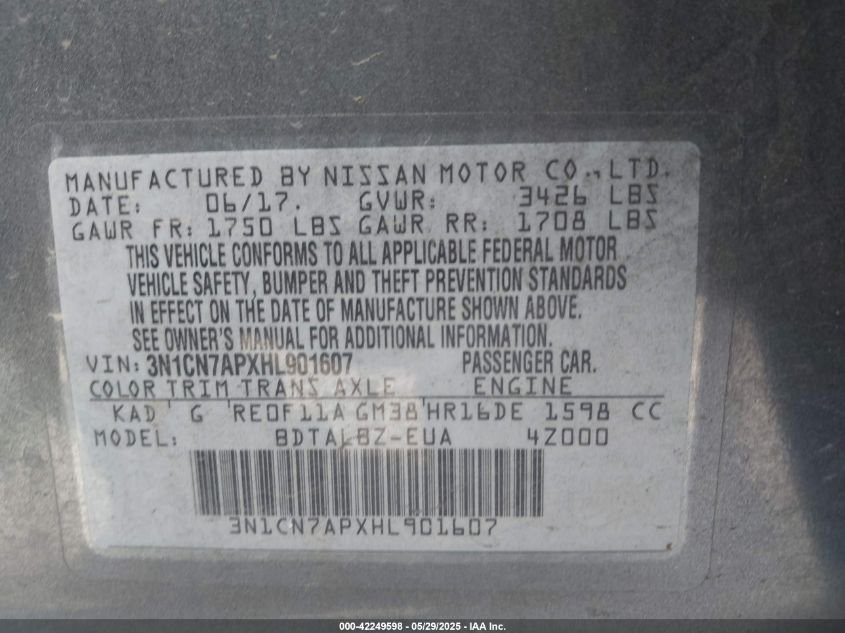 MANUFACTURED BY NISSAN MOTOR CO., LTD.
DATE: 06/17. GVWR: 3426 LBS
GAWR FR: 1750 LBS GAWR RR: 1708 LBS
THIS VEHICLE CONFORMS TO ALL APPLICABLE FEDERAL MOTOR
VEHICLE SAFETY, BUMPER AND THEFT PREVENTION STANDARDS
IN EFFECT ON THE DATE OF MANUFACTURE SHOWN ABOVE.
SEE OWNER'S MANUAL FOR ADDITIONAL INFORMATION.
VIN: 3N1CN7APXHL901607 PASSENGER CAR.
COLOR TRIM TRANS AXLE ENGINE
KAD G RE0F11A GM38 HR16DE 1598 CC
MODEL: BDTALBZ-EUA 4Z000
3N1CN7APXHL901607
000-42249598 - 05/29/2025 - IAA Inc.